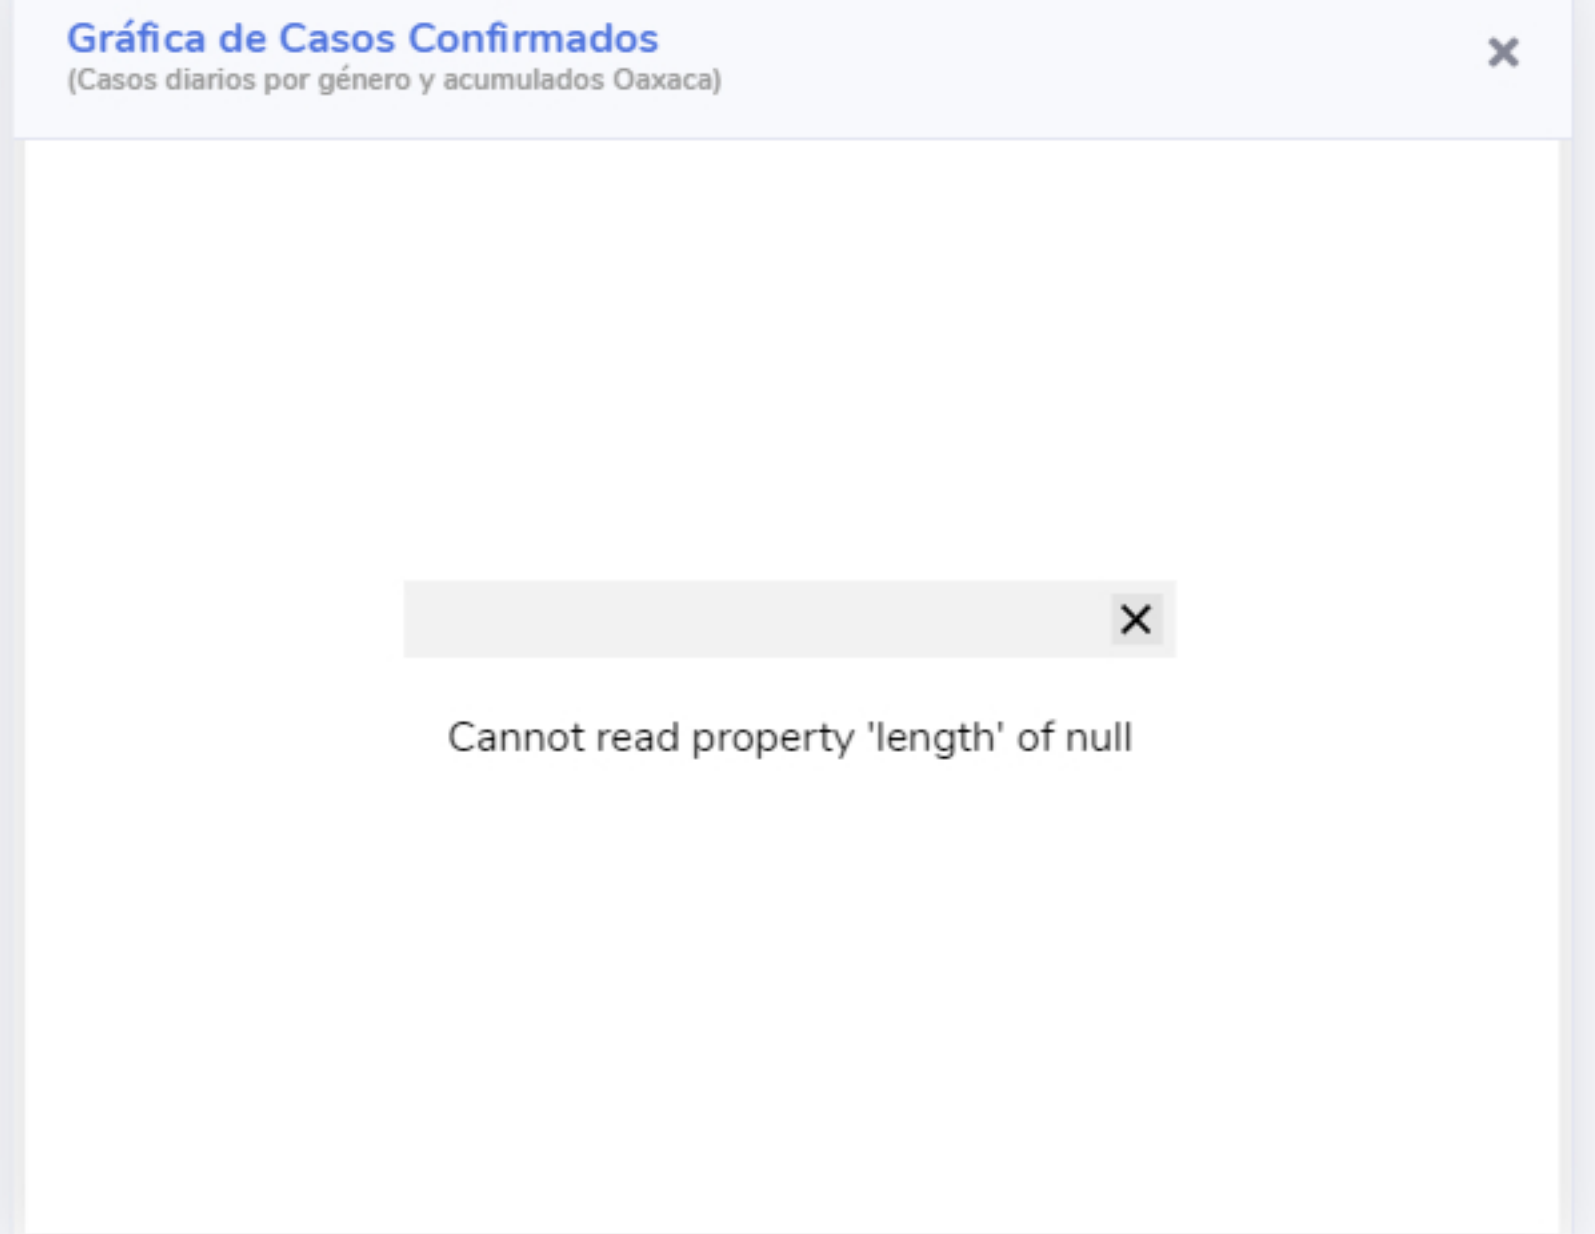 Gráfica de Casos Confirmados
(Casos diarios por género y acumulados Oaxaca)
Cannot read property 'length' of null